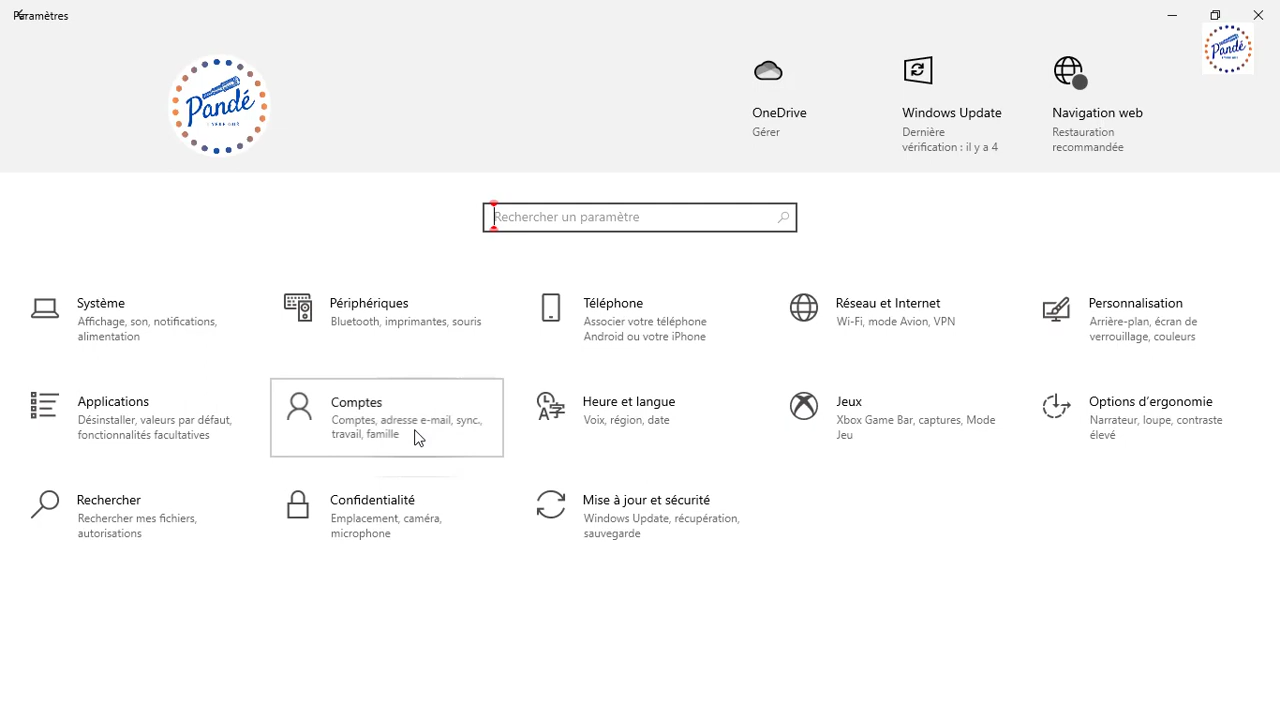 Paramètres
Pandé
Pandé
OneDrive
Gérer
Windows Update
Dernière
vérification : il y a 4
Navigation web
Restauration
recommandée
Rechercher un paramètre
Système
Affichage, son, notifications,
alimentation
Périphériques
Bluetooth, imprimantes, souris
Téléphone
Associer votre téléphone
Android ou votre iPhone
Réseau et Internet
Wi-Fi, mode Avion, VPN
Personnalisation
Arrière-plan, écran de
verrouillage, couleurs
Applications
Désinstaller, valeurs par défaut,
fonctionnalités facultatives
Comptes
Comptes, adresse e-mail, sync.,
travail, famille
Heure et langue
Voix, région, date
Jeux
Xbox Game Bar, captures, Mode
Jeu
Options d’ergonomie
Narrateur, loupe, contraste
élevé
Rechercher
Rechercher mes fichiers,
autorisations
Confidentialité
Emplacement, caméra,
microphone
Mise à jour et sécurité
Windows Update, récupération,
sauvegarde